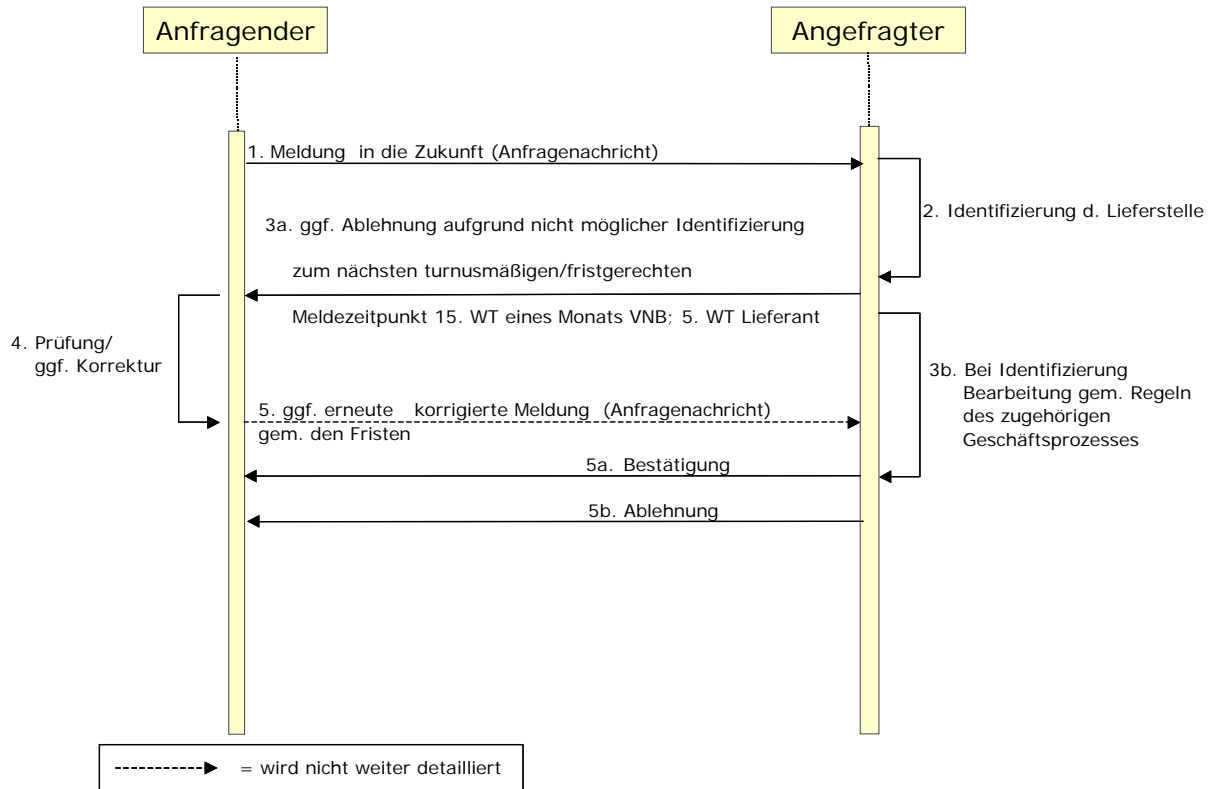 Anfragender
Angefragter
1. Meldung in die Zukunft (Anfragenachricht)
2. Identifizierung d. Lieferstelle
3a. ggf. Ablehnung aufgrund nicht möglicher Identifizierung
zum nächsten turnusmäßigen/fristgerechten
Meldezeitpunkt 15. WT eines Monats VNB; 5. WT Lieferant
4. Prüfung/
ggf. Korrektur
3b. Bei Identifizierung
Bearbeitung gem. Regeln
des zugehörigen
Geschäftsprozesses
5. ggf. erneute korrigierte Meldung (Anfragenachricht)
gem. den Fristen
5a. Bestätigung
5b. Ablehnung
= wird nicht weiter detailliert